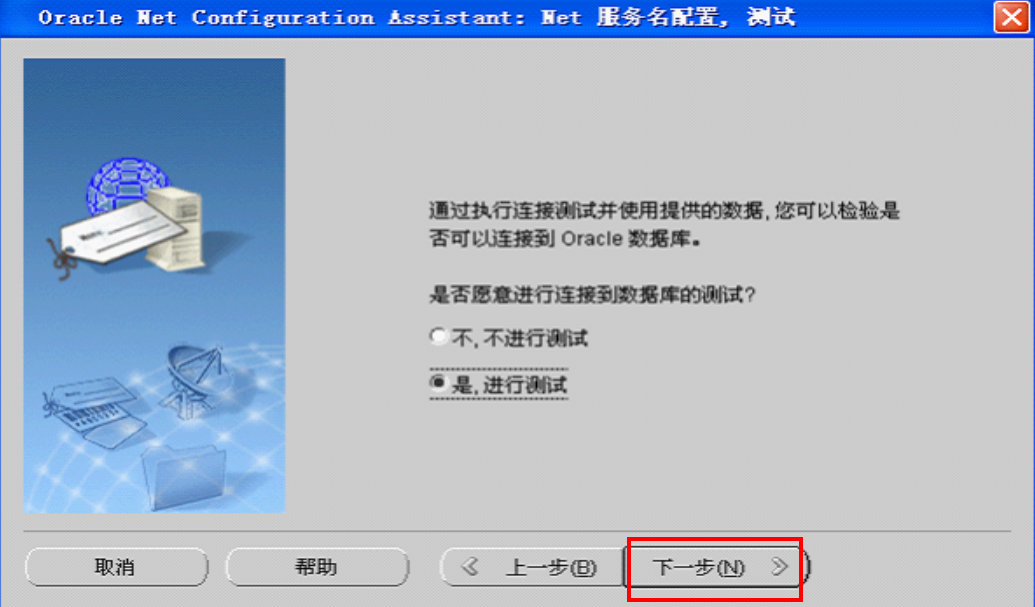 Oracle Net Configuration Assistant: Net 服务名配置, 测试
通过执行连接测试并使用提供的数据,您可以检验是
否可以连接到 Oracle 数据库。
是否愿意进行连接到数据库的测试?
不, 不进行测试
是, 进行测试
取消 帮助 上一步(B) 下一步(N)